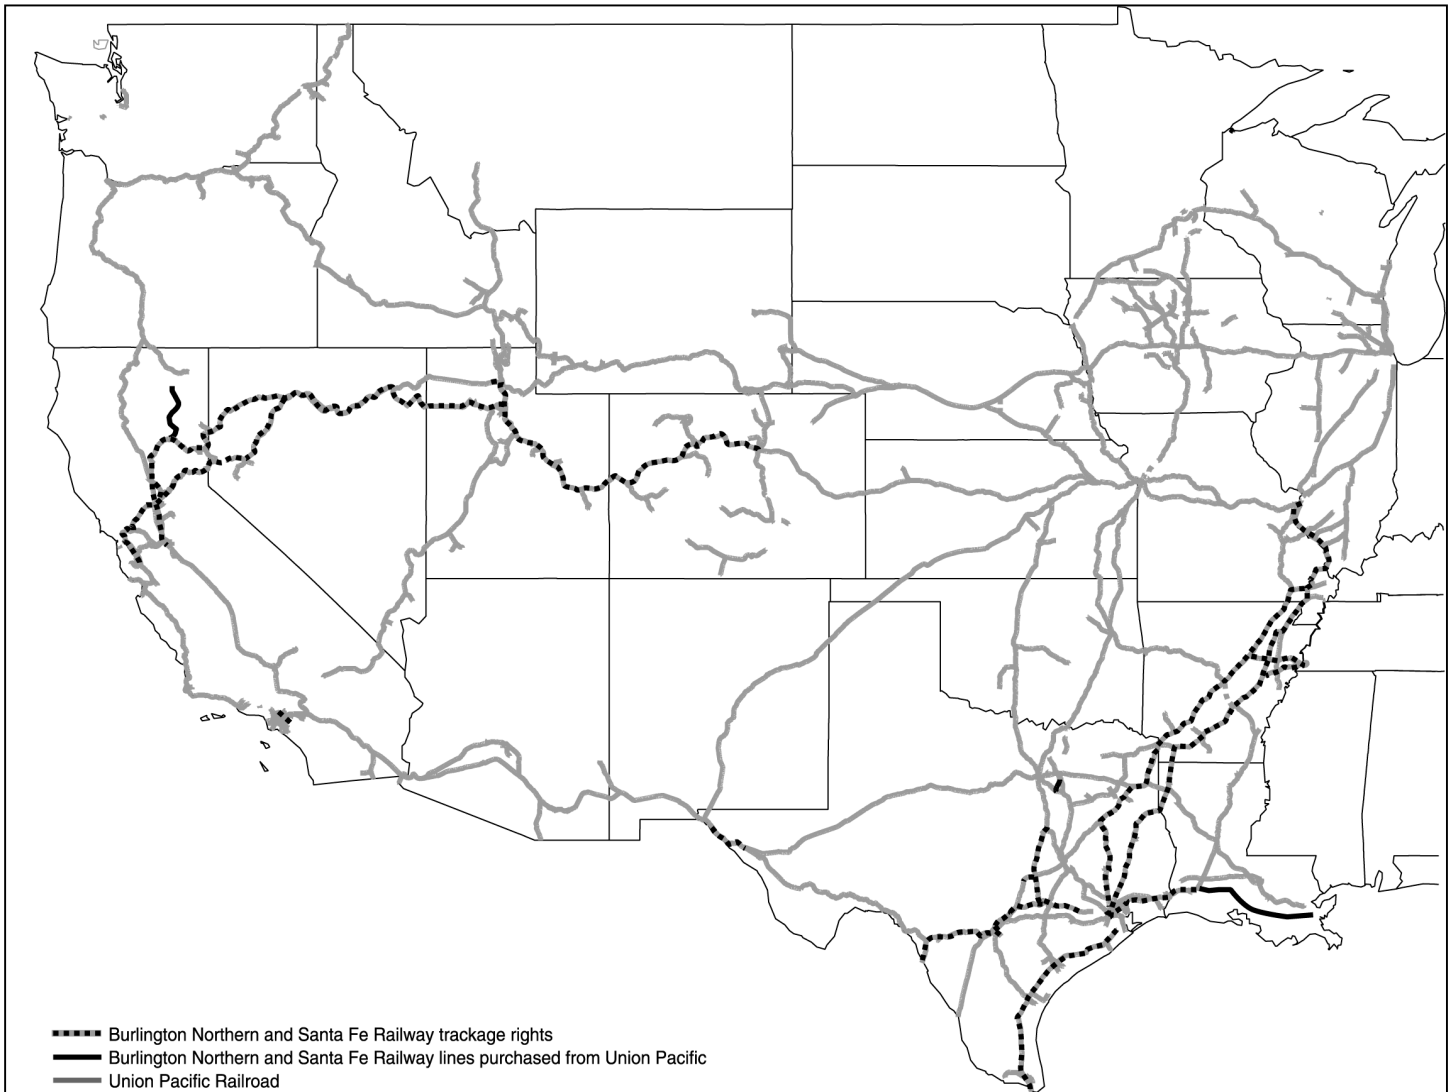 Burlington Northern and Santa Fe Railway trackage rights
Burlington Northern and Santa Fe Railway lines purchased from Union Pacific
Union Pacific Railroad